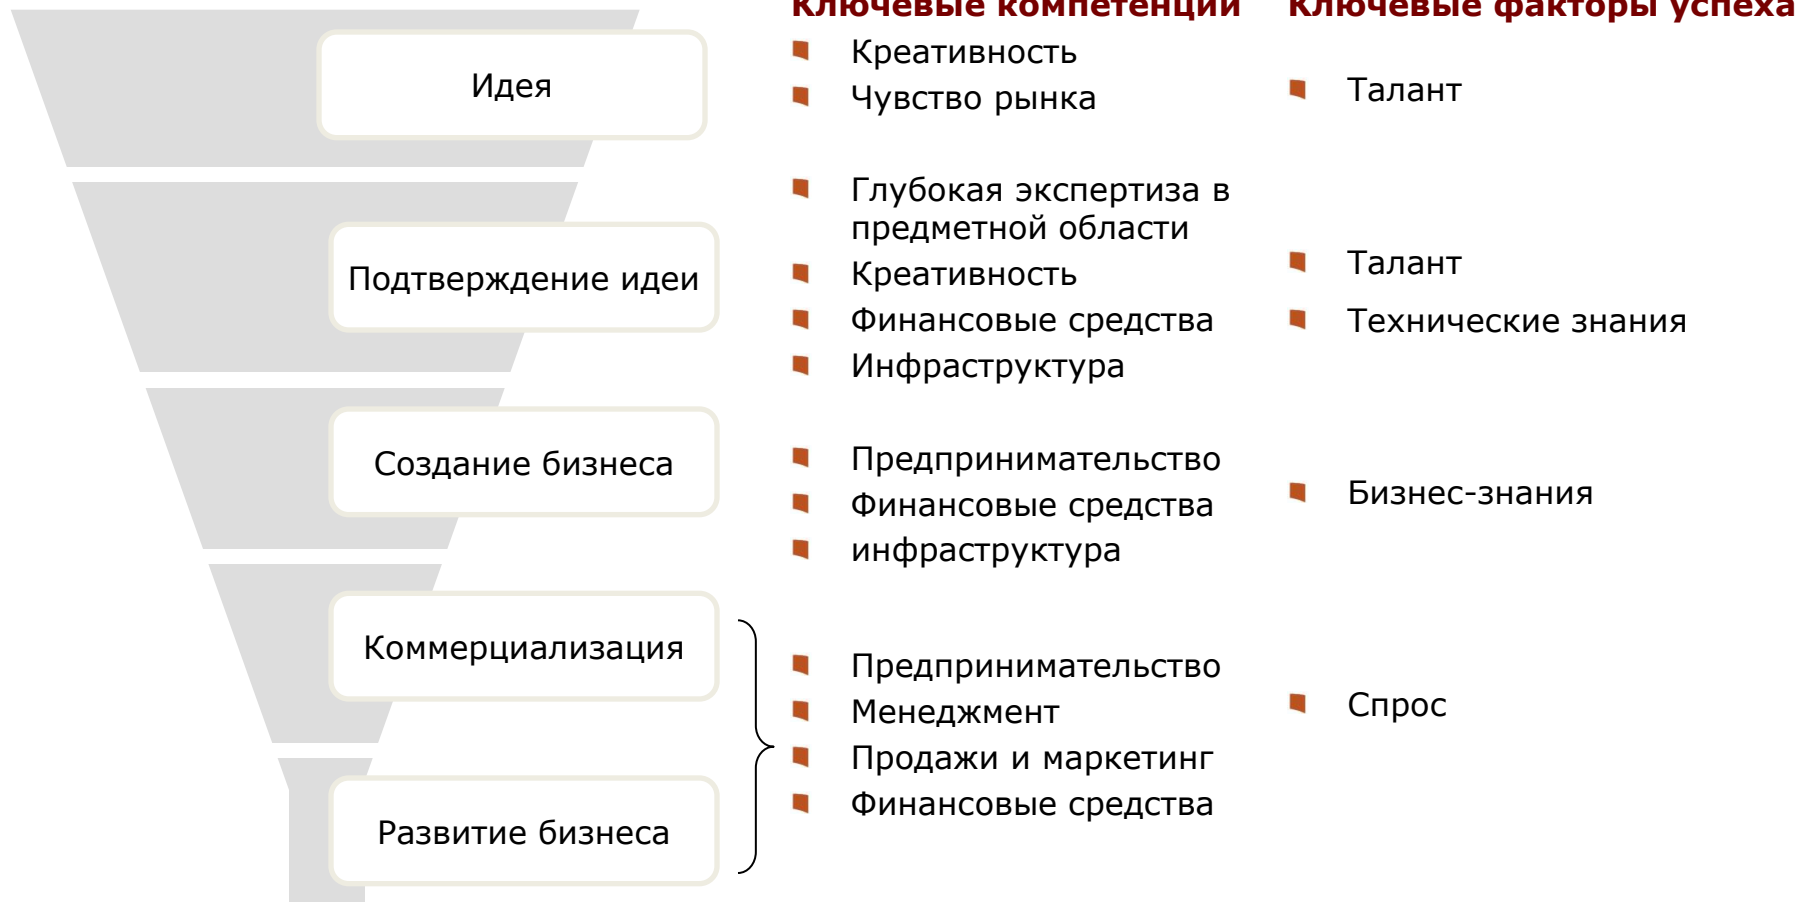 Ключевые компетенции
Ключевые факторы успеха
Идея
Креативность
Чувство рынка
Талант
Подтверждение идеи
Глубокая экспертиза в
предметной области
Креативность
Финансовые средства
Инфраструктура
Талант
Технические знания
Создание бизнеса
Предпринимательство
Финансовые средства
инфраструктура
Бизнес-знания
Коммерциализация
Развитие бизнеса
Предпринимательство
Менеджмент
Продажи и маркетинг
Финансовые средства
Спрос